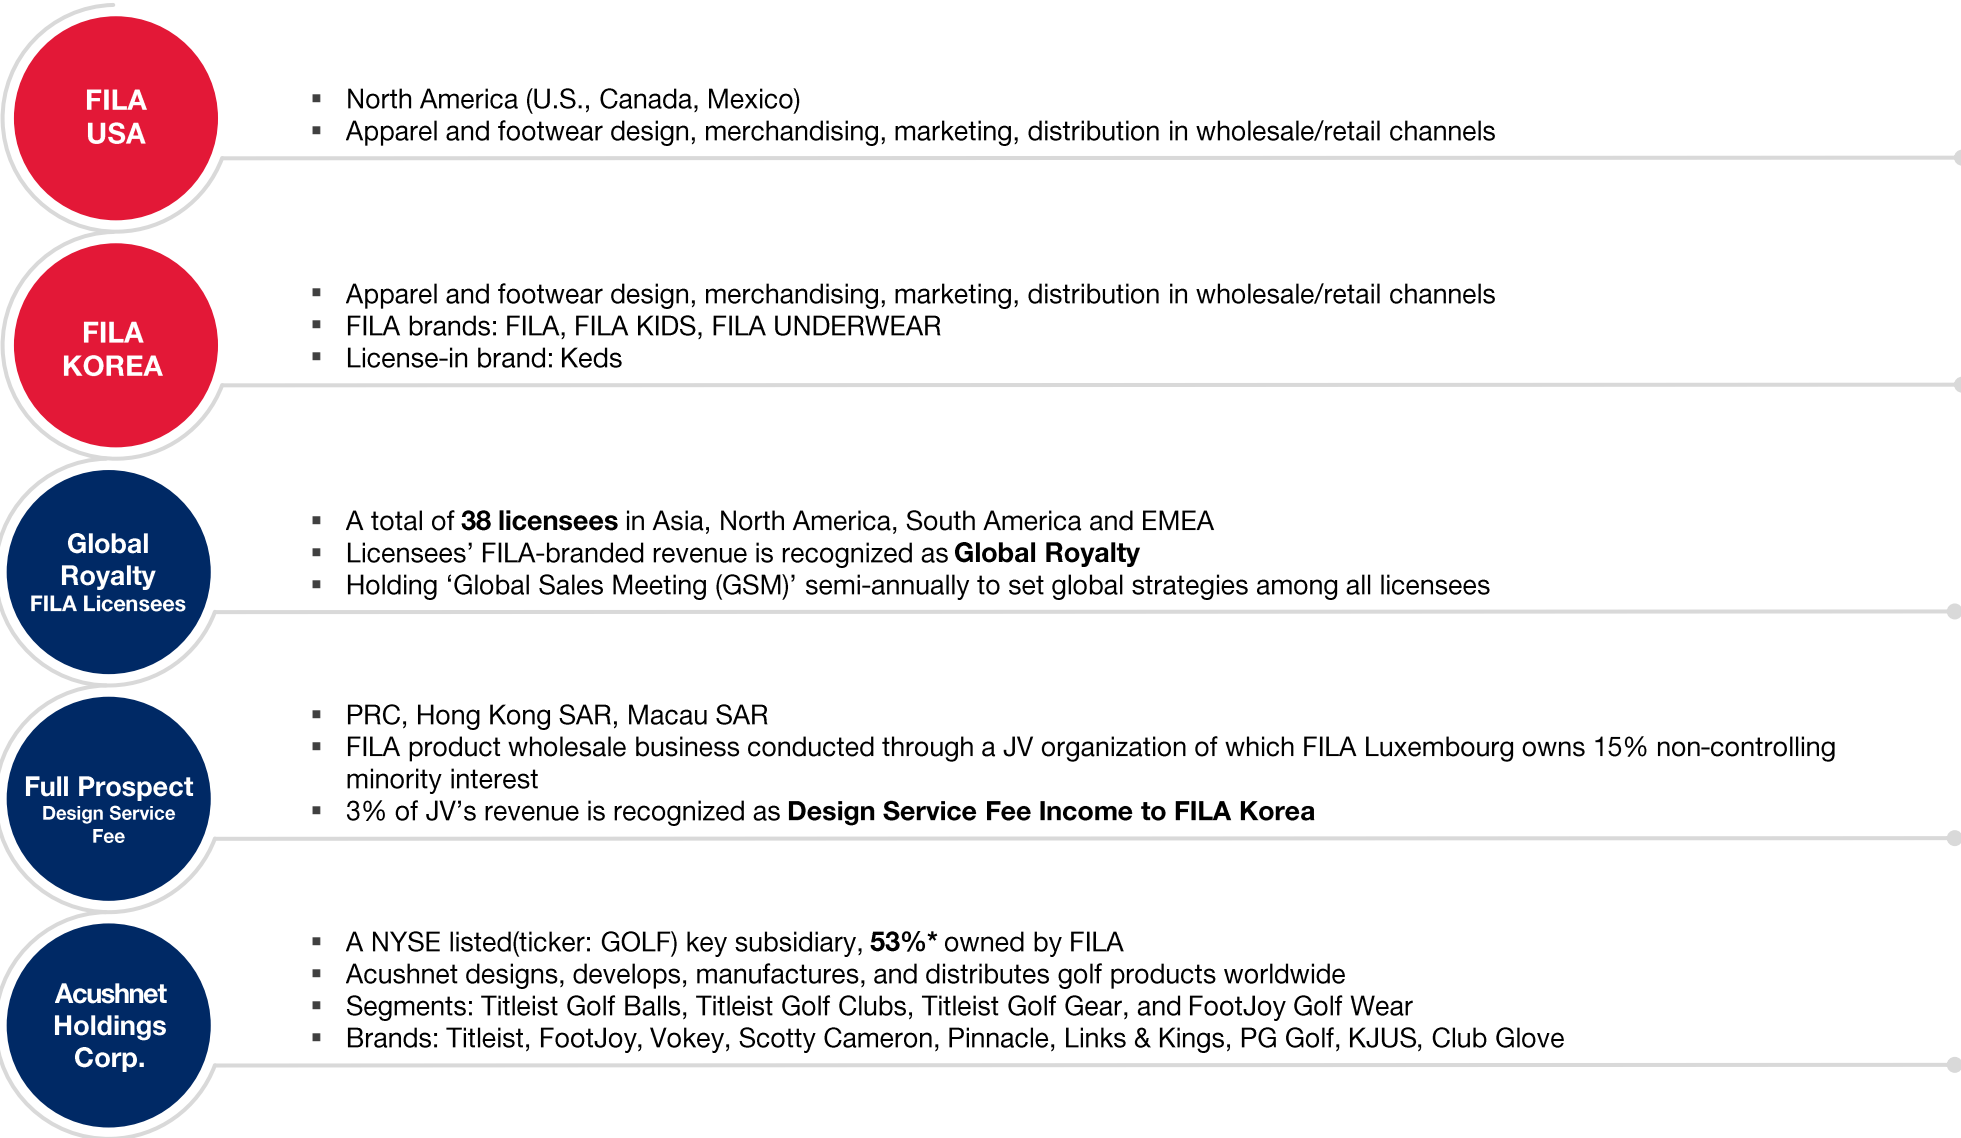 FILA
USA
▪ North America (U.S., Canada, Mexico)
▪ Apparel and footwear design, merchandising, marketing, distribution in wholesale/retail channels
FILA
KOREA
▪ Apparel and footwear design, merchandising, marketing, distribution in wholesale/retail channels
▪ FILA brands: FILA, FILA KIDS, FILA UNDERWEAR
▪ License-in brand: Keds
Global
Royalty
FILA Licensees
▪ A total of 38 licensees in Asia, North America, South America and EMEA
▪ Licensees’ FILA-branded revenue is recognized as Global Royalty
▪ Holding ‘Global Sales Meeting (GSM)’ semi-annually to set global strategies among all licensees
Full Prospect
Design Service
Fee
▪ PRC, Hong Kong SAR, Macau SAR
▪ FILA product wholesale business conducted through a JV organization of which FILA Luxembourg owns 15% non-controlling
minority interest
▪ 3% of JV’s revenue is recognized as Design Service Fee Income to FILA Korea
Acushnet
Holdings
Corp.
▪ A NYSE listed(ticker: GOLF) key subsidiary, 53%* owned by FILA
▪ Acushnet designs, develops, manufactures, and distributes golf products worldwide
▪ Segments: Titleist Golf Balls, Titleist Golf Clubs, Titleist Golf Gear, and FootJoy Golf Wear
▪ Brands: Titleist, FootJoy, Vokey, Scotty Cameron, Pinnacle, Links & Kings, PG Golf, KJUS, Club Glove